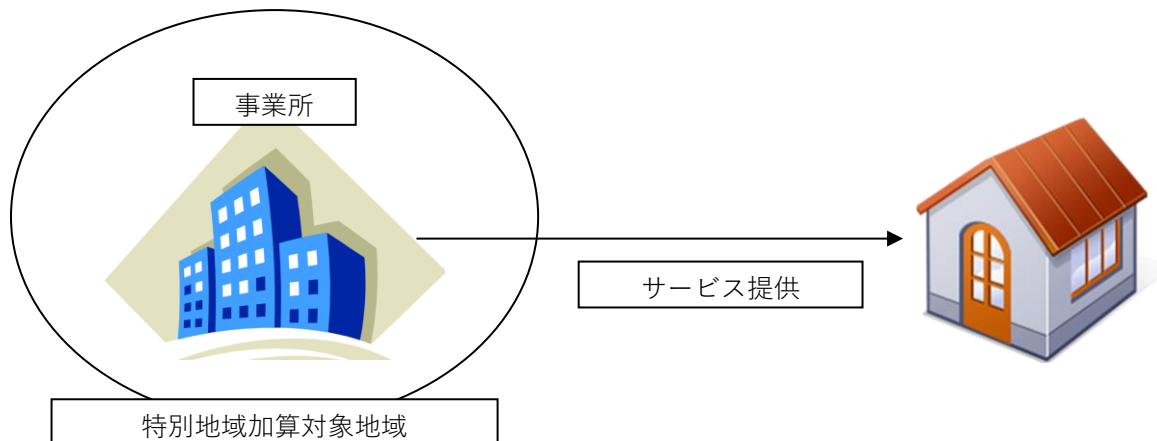 事業所
サービス提供
特別地域加算対象地域